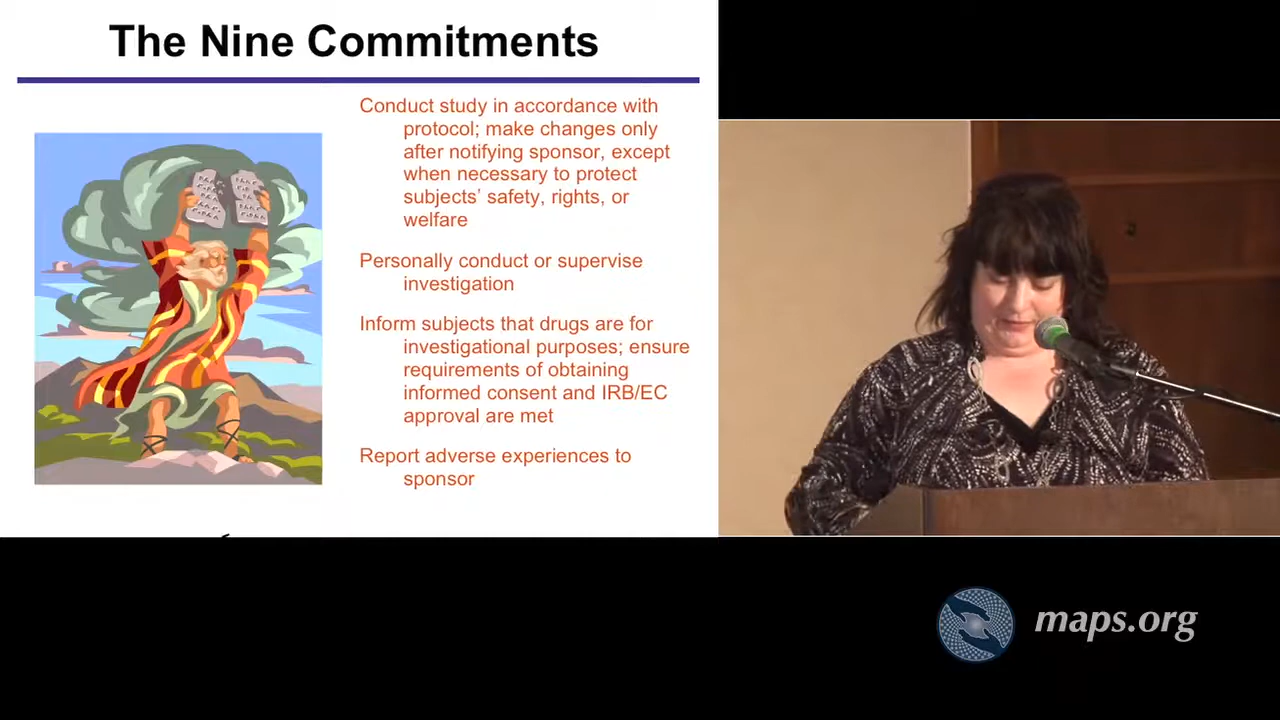 The Nine Commitments
Conduct study in accordance with
protocol; make changes only
after notifying sponsor, except
when necessary to protect
subjects’ safety, rights, or
welfare
Personally conduct or supervise
investigation
Inform subjects that drugs are for
investigational purposes; ensure
requirements of obtaining
informed consent and IRB/EC
approval are met
Report adverse experiences to
sponsor
maps.org